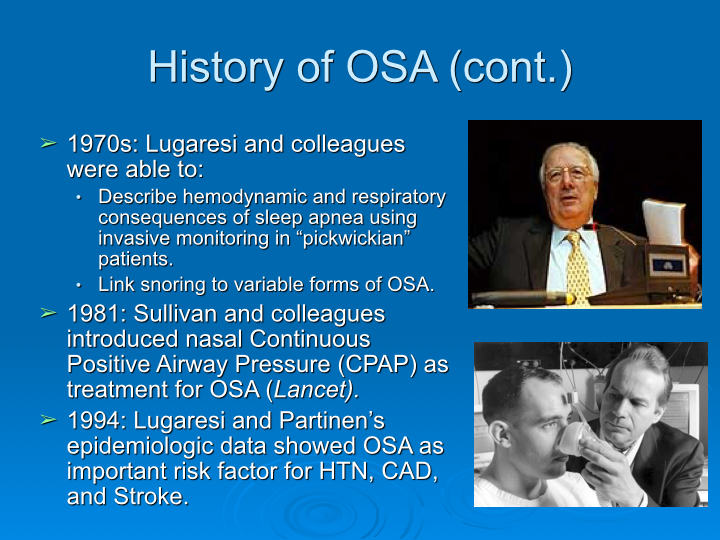 History of OSA (cont.)
➢ 1970s: Lugaresi and colleagues
were able to:
• Describe hemodynamic and respiratory
consequences of sleep apnea using
invasive monitoring in “pickwickian”
patients.
• Link snoring to variable forms of OSA.
➢ 1981: Sullivan and colleagues
introduced nasal Continuous
Positive Airway Pressure (CPAP) as
treatment for OSA (Lancet).
➢ 1994: Lugaresi and Partinen’s
epidemiologic data showed OSA as
important risk factor for HTN, CAD,
and Stroke.